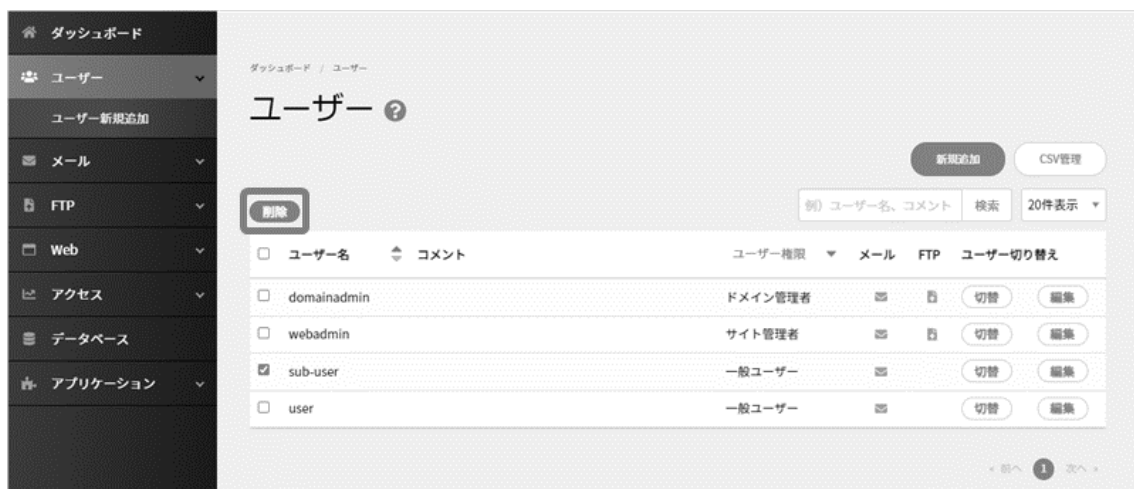 ダッシュボード
ユーザー
ユーザー新規追加
メール
FTP
Web
アクセス
データベース
アプリケーション
ダッシュボード / ユーザー
ユーザー ?
新規追加 CSV管理
削除 例）ユーザー名、コメント 検索 20件表示
ユーザー名 コメント ユーザー権限 メール FTP ユーザー切り替え
domainadmin ドメイン管理者 切替 編集
webadmin サイト管理者 切替 編集
sub-user 一般ユーザー 切替 編集
user 一般ユーザー 切替 編集
« 前へ 1 次へ »